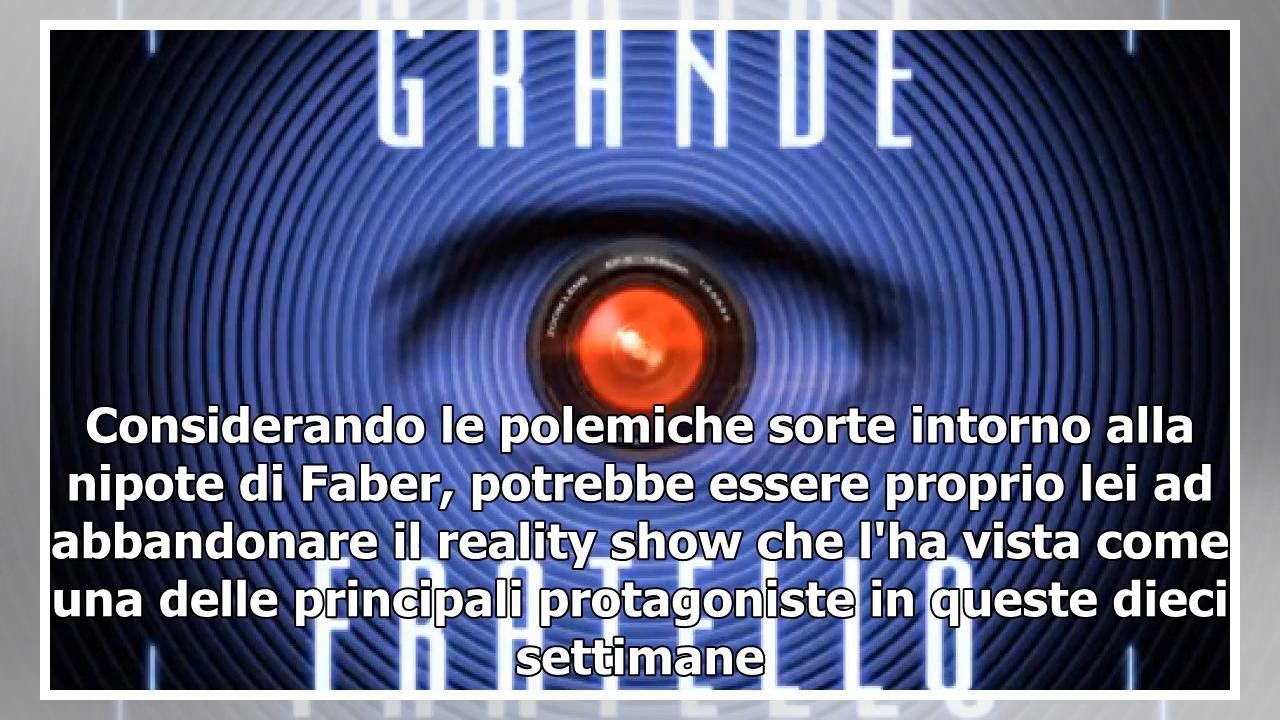 GRANDE
Considerando le polemiche sorte intorno alla
nipote di Faber, potrebbe essere proprio lei ad
abbandonare il reality show che l'ha vista come
una delle principali protagoniste in queste dieci
settimane
FRATELLO